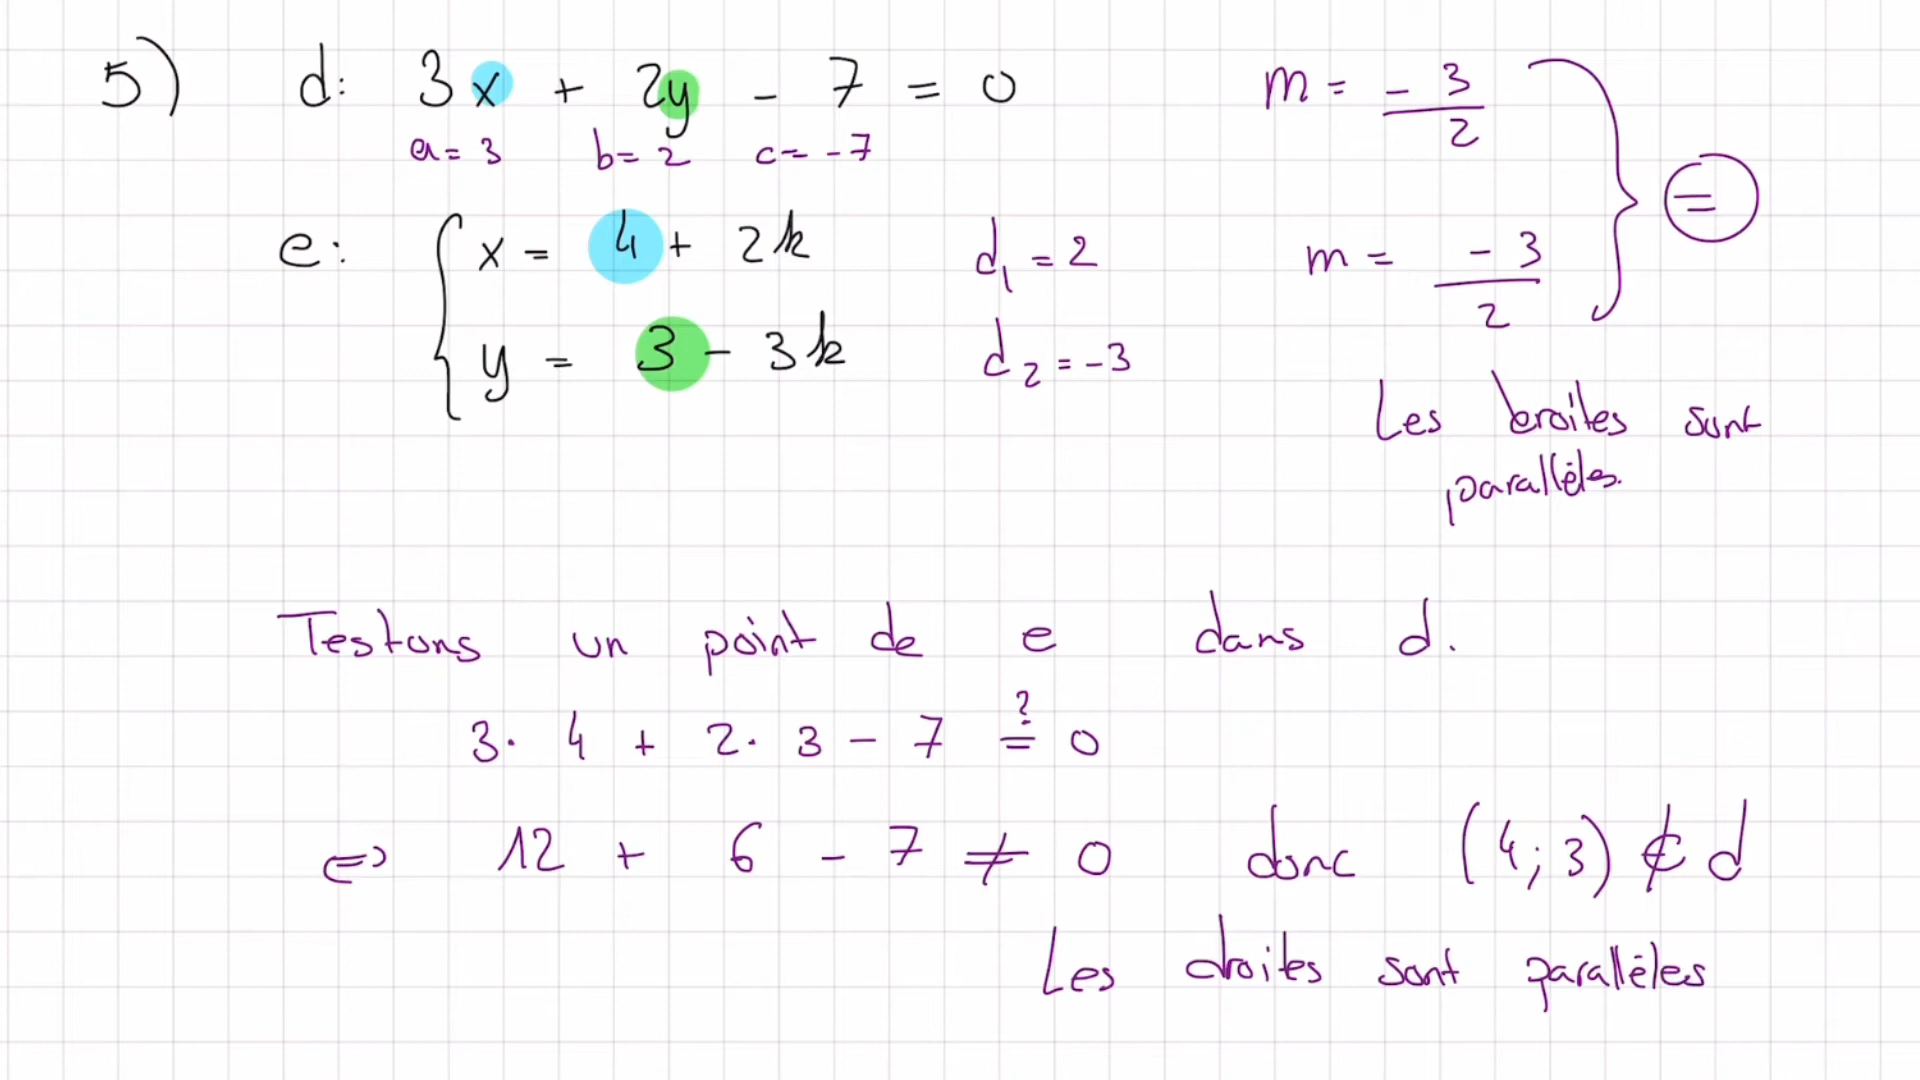 5) d: 3x + 2y - 7 = 0
a = 3 b = 2 c = -7
m = -3/2
e: { x = 4 + 2k
y = 3 - 3k
d₁ = 2
d₂ = -3
m = -3/2
} =
Les droites sont
parallèles.
Testons un point de e dans d.
3 · 4 + 2 · 3 - 7 ≟ 0
⇔ 12 + 6 - 7 ≠ 0 donc (4 ; 3) ∉ d
Les droites sont parallèles